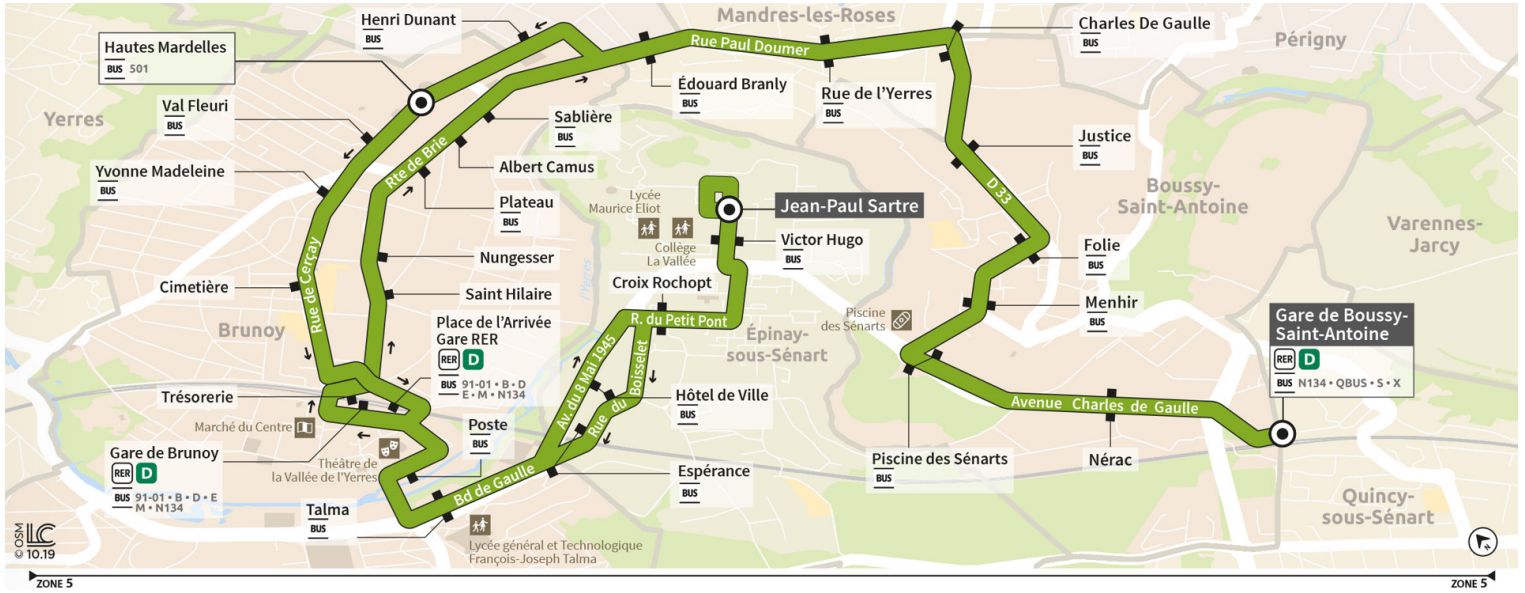 Henri Dunant
BUS
Mandres-les-Roses
Charles De Gaulle
BUS
Périgny
Hautes Mardelles
BUS 501
Rue Paul Doumer
Édouard Branly
BUS
Rue de l'Yerres
BUS
Val Fleuri
BUS
Yerres
Sablière
BUS
Justice
BUS
Yvonne Madeleine
BUS
Rte de Brie
Albert Camus
Plateau
BUS
Lycée
Maurice Eliot
Jean-Paul Sartre
D 33
Boussy-
Saint-Antoine
Varennes-
Jarcy
Collège
La Vallée
Victor Hugo
BUS
Folie
BUS
Rue de Cerçay
Nungesser
l'Yerres
Cimetière
Saint Hilaire
Croix Rochopt
Menhir
BUS
Brunoy
Place de l'Arrivée
Gare RER
RER D
BUS 91-01 • B • D
E • M • N134
R. du Petit Pont
Épinay-
sous-Sénart
Piscine
des Sénarts
Gare de Boussy-
Saint-Antoine
RER D
BUS N134 • QBUS • S • X
Av. du 8 Mai 1945
Rue du Boisselet
Trésorerie
Hôtel de Ville
BUS
Avenue Charles de Gaulle
Marché du Centre
Poste
BUS
Gare de Brunoy
RER D
BUS 91-01 • B • D • E
M • N134
Théâtre de
la Vallée de l'Yerres
Bd de Gaulle
Espérance
BUS
Piscine des Sénarts
BUS
Nérac
Talma
BUS
Quincy-
sous-Sénart
Lycée général et Technologique
François-Joseph Talma
© OSM
LC
10.19
N
ZONE 5
ZONE 5